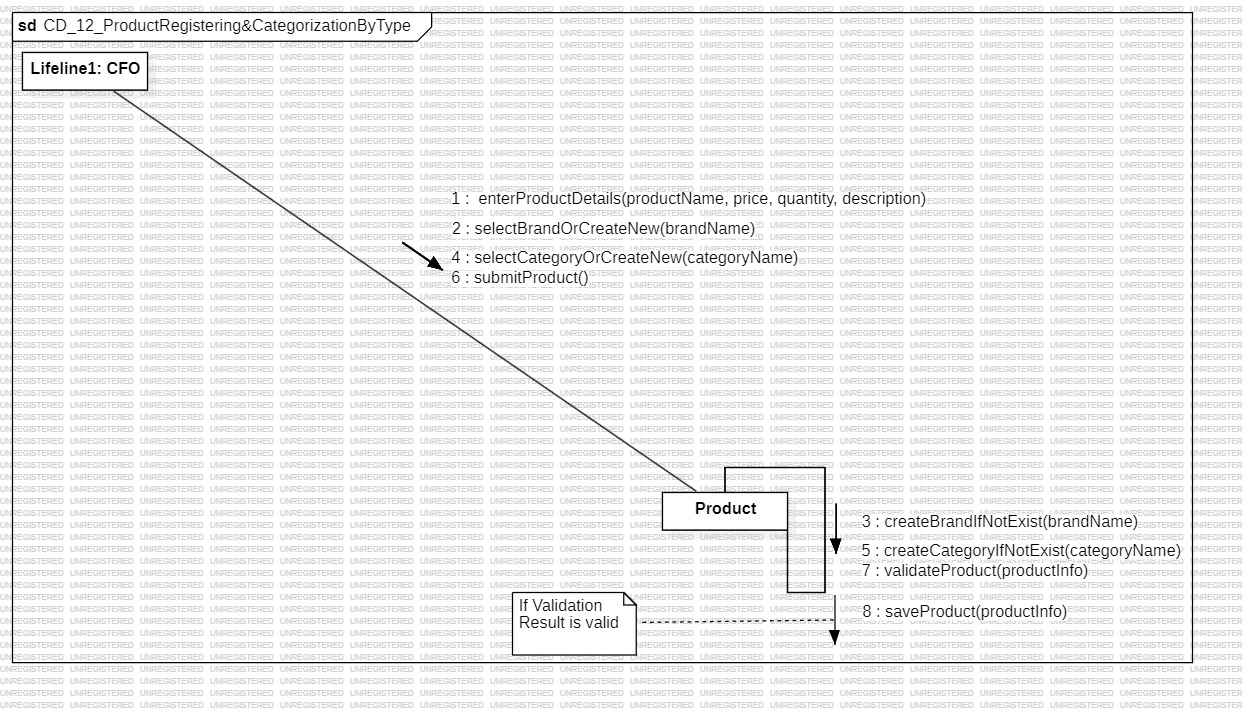 sd CD_12_ProductRegistering&CategorizationByType
Lifeline1: CFO
1 : enterProductDetails(productName, price, quantity, description)
2 : selectBrandOrCreateNew(brandName)
4 : selectCategoryOrCreateNew(categoryName)
6 : submitProduct()
Product
3 : createBrandIfNotExist(brandName)
5 : createCategoryIfNotExist(categoryName)
7 : validateProduct(productInfo)
If Validation
Result is valid
8 : saveProduct(productInfo)
UNREGISTERED